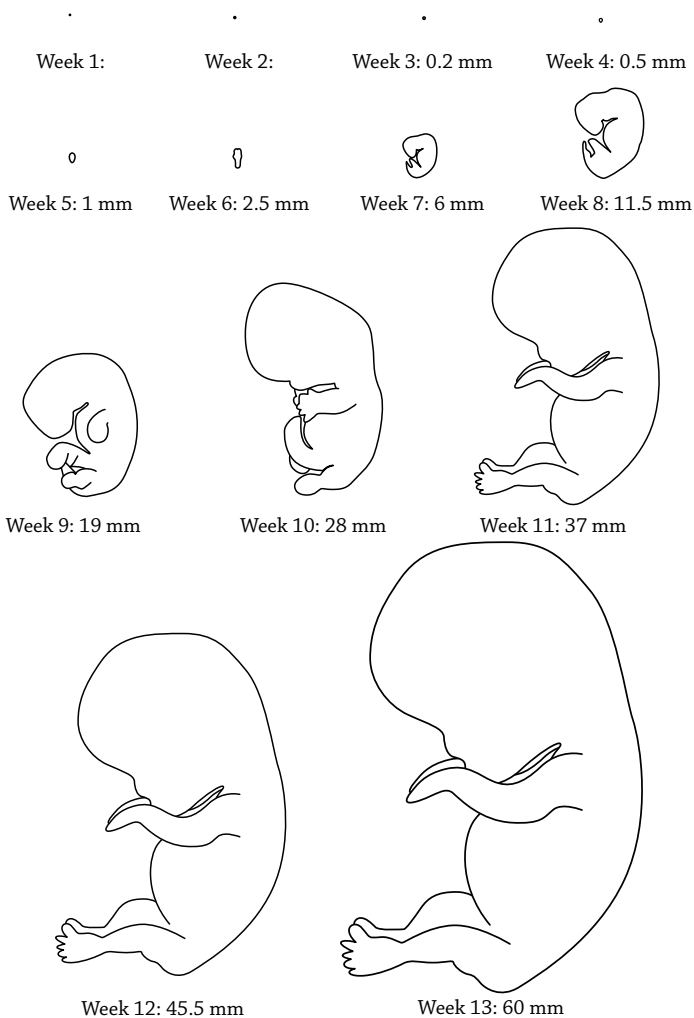 Week 1:
Week 2:
Week 3: 0.2 mm
Week 4: 0.5 mm
Week 5: 1 mm
Week 6: 2.5 mm
Week 7: 6 mm
Week 8: 11.5 mm
Week 9: 19 mm
Week 10: 28 mm
Week 11: 37 mm
Week 12: 45.5 mm
Week 13: 60 mm